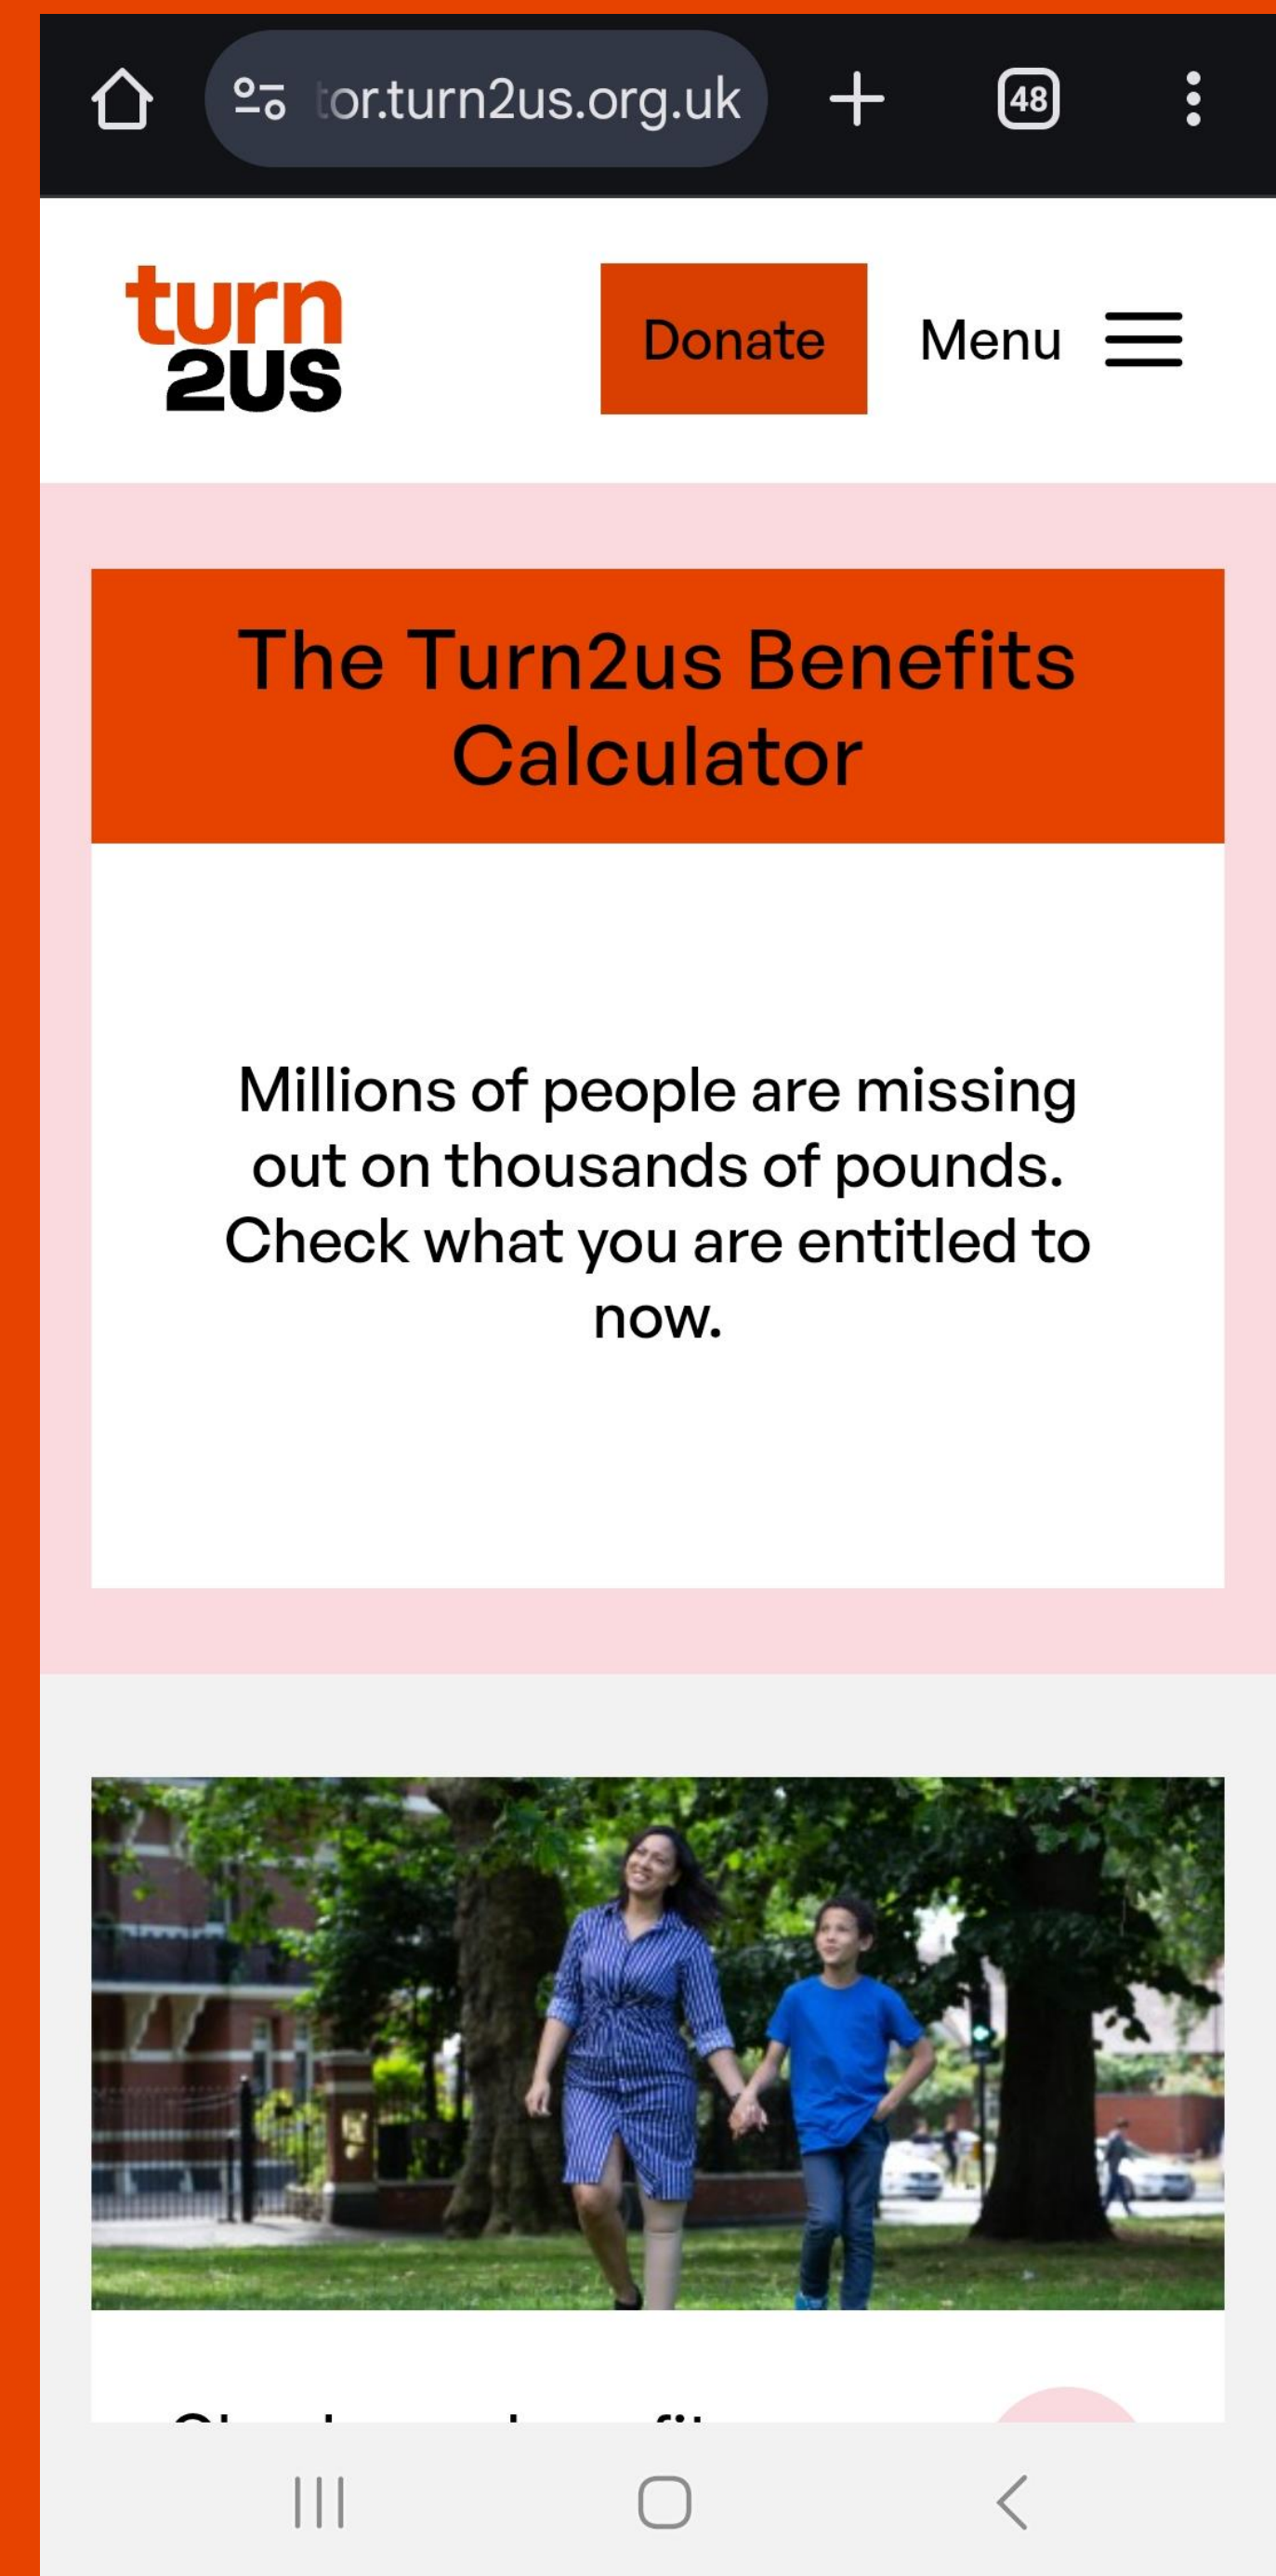 tor.turn2us.org.uk
48
turn
2us
Donate
Menu
The Turn2us Benefits
Calculator
Millions of people are missing
out on thousands of pounds.
Check what you are entitled to
now.